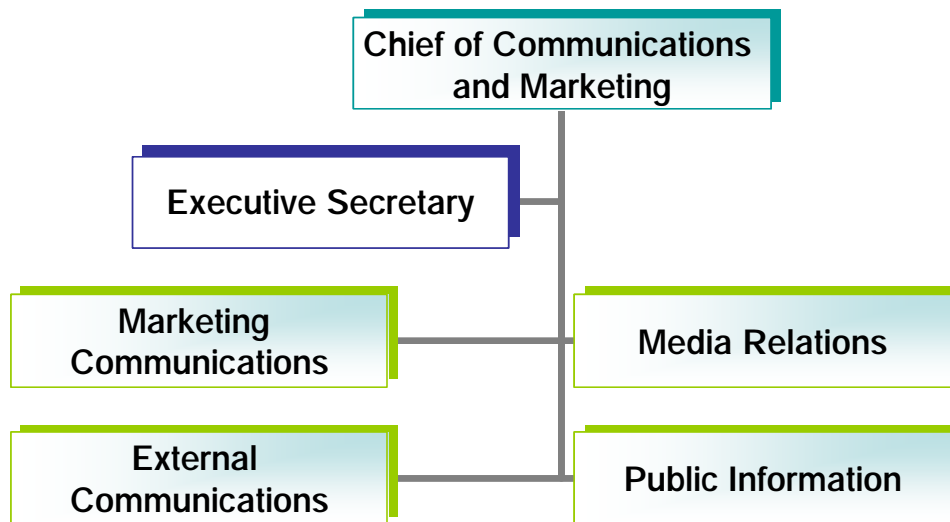 Chief of Communications
and Marketing
Executive Secretary
Marketing
Communications
Media Relations
External
Communications
Public Information